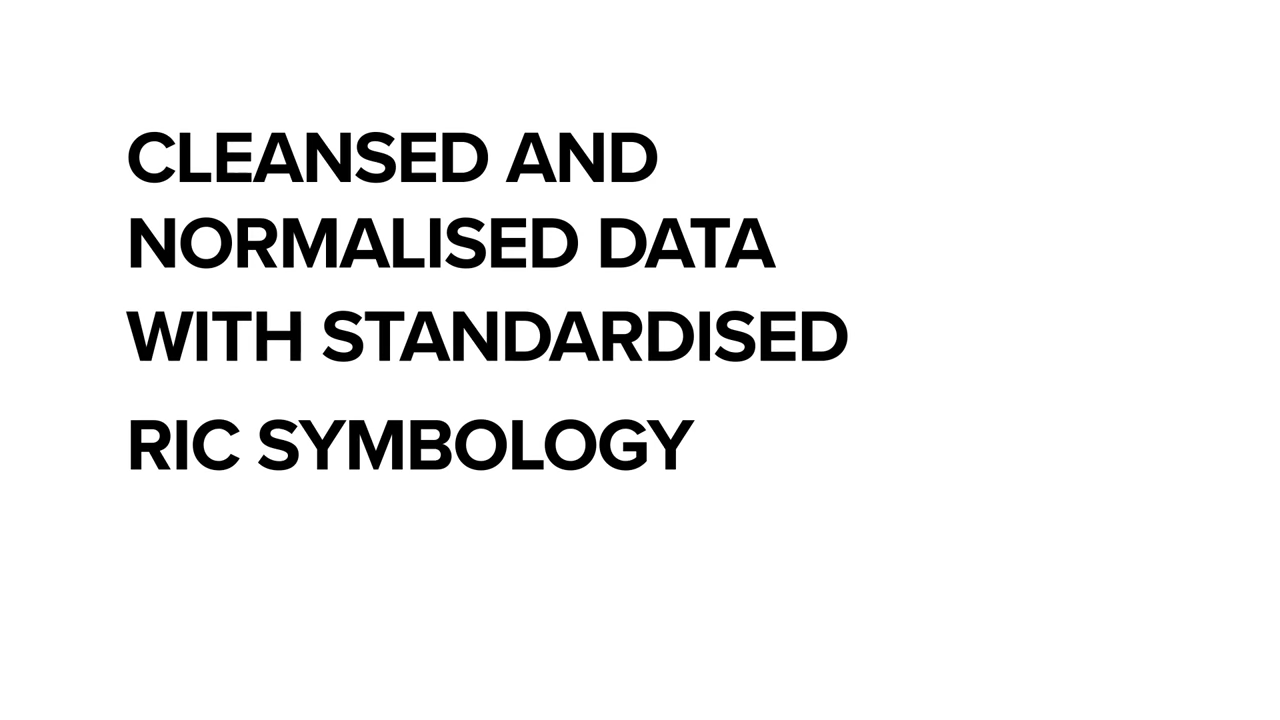 CLEANSED AND
NORMALISED DATA
WITH STANDARDISED
RIC SYMBOLOGY